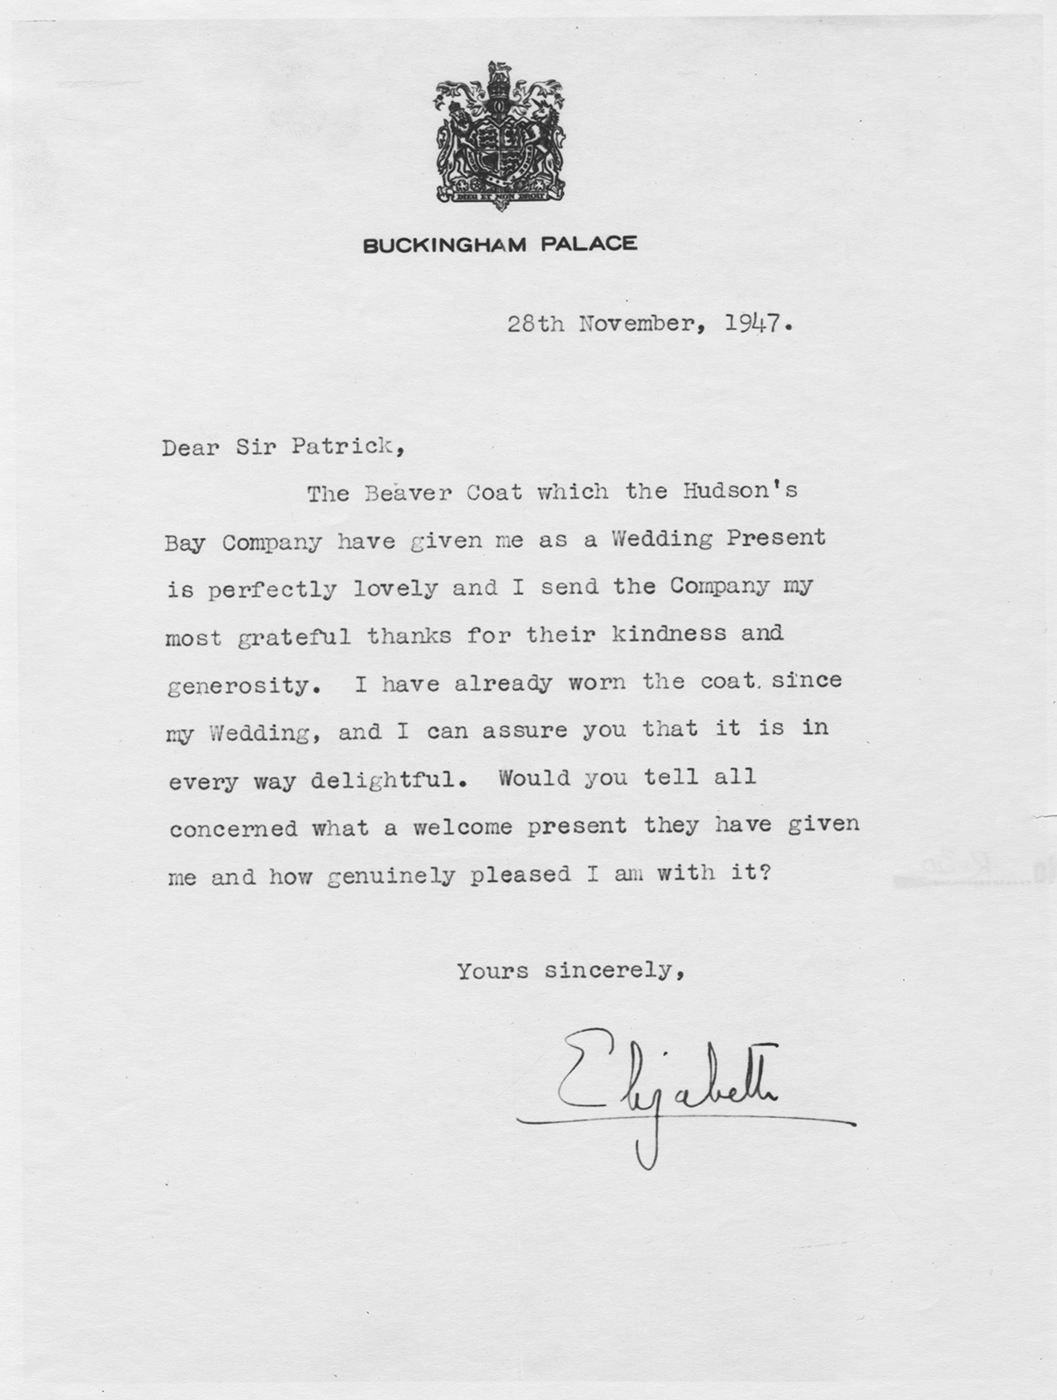 DIEU ET MON DROIT
BUCKINGHAM PALACE
28th November, 1947.
Dear Sir Patrick,
The Beaver Coat which the Hudson's
Bay Company have given me as a Wedding Present
is perfectly lovely and I send the Company my
most grateful thanks for their kindness and
generosity. I have already worn the coat. since
my Wedding, and I can assure you that it is in
every way delightful. Would you tell all
concerned what a welcome present they have given
me and how genuinely pleased I am with it?
Yours sincerely,
Elizabeth